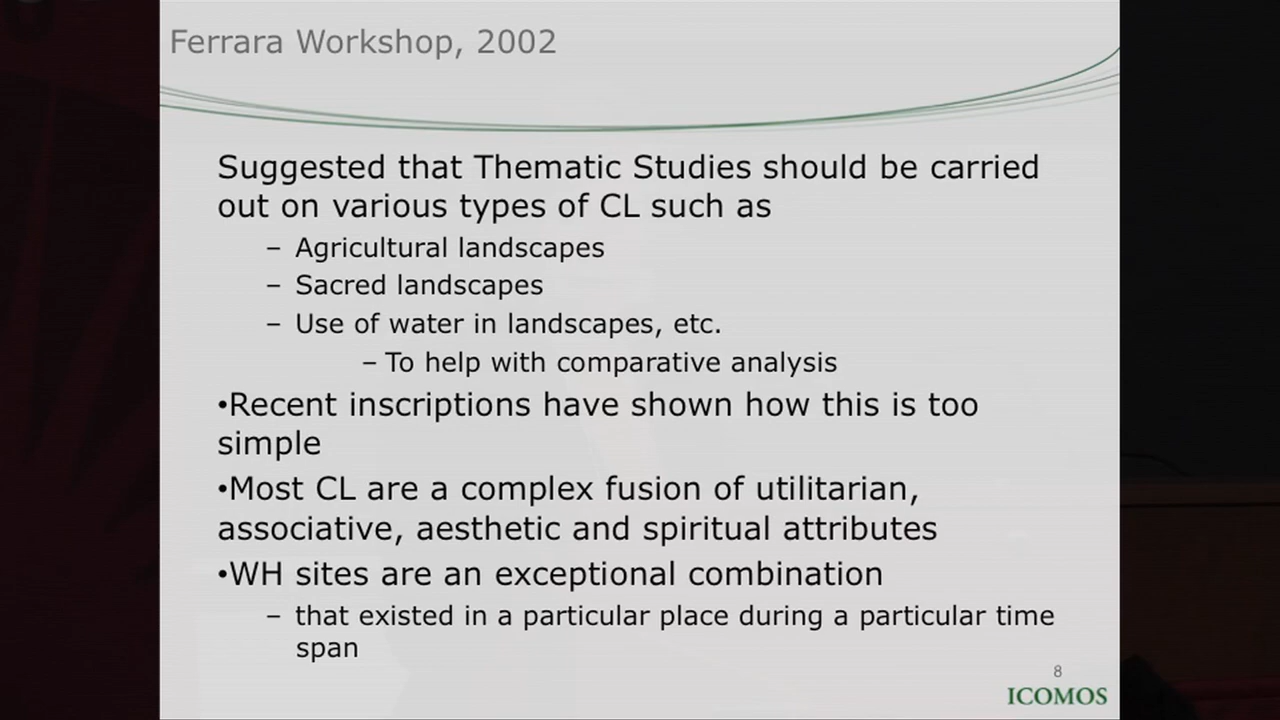 Ferrara Workshop, 2002
Suggested that Thematic Studies should be carried
out on various types of CL such as
– Agricultural landscapes
– Sacred landscapes
– Use of water in landscapes, etc.
– To help with comparative analysis
•Recent inscriptions have shown how this is too
simple
•Most CL are a complex fusion of utilitarian,
associative, aesthetic and spiritual attributes
•WH sites are an exceptional combination
– that existed in a particular place during a particular time
span
8
ICOMOS